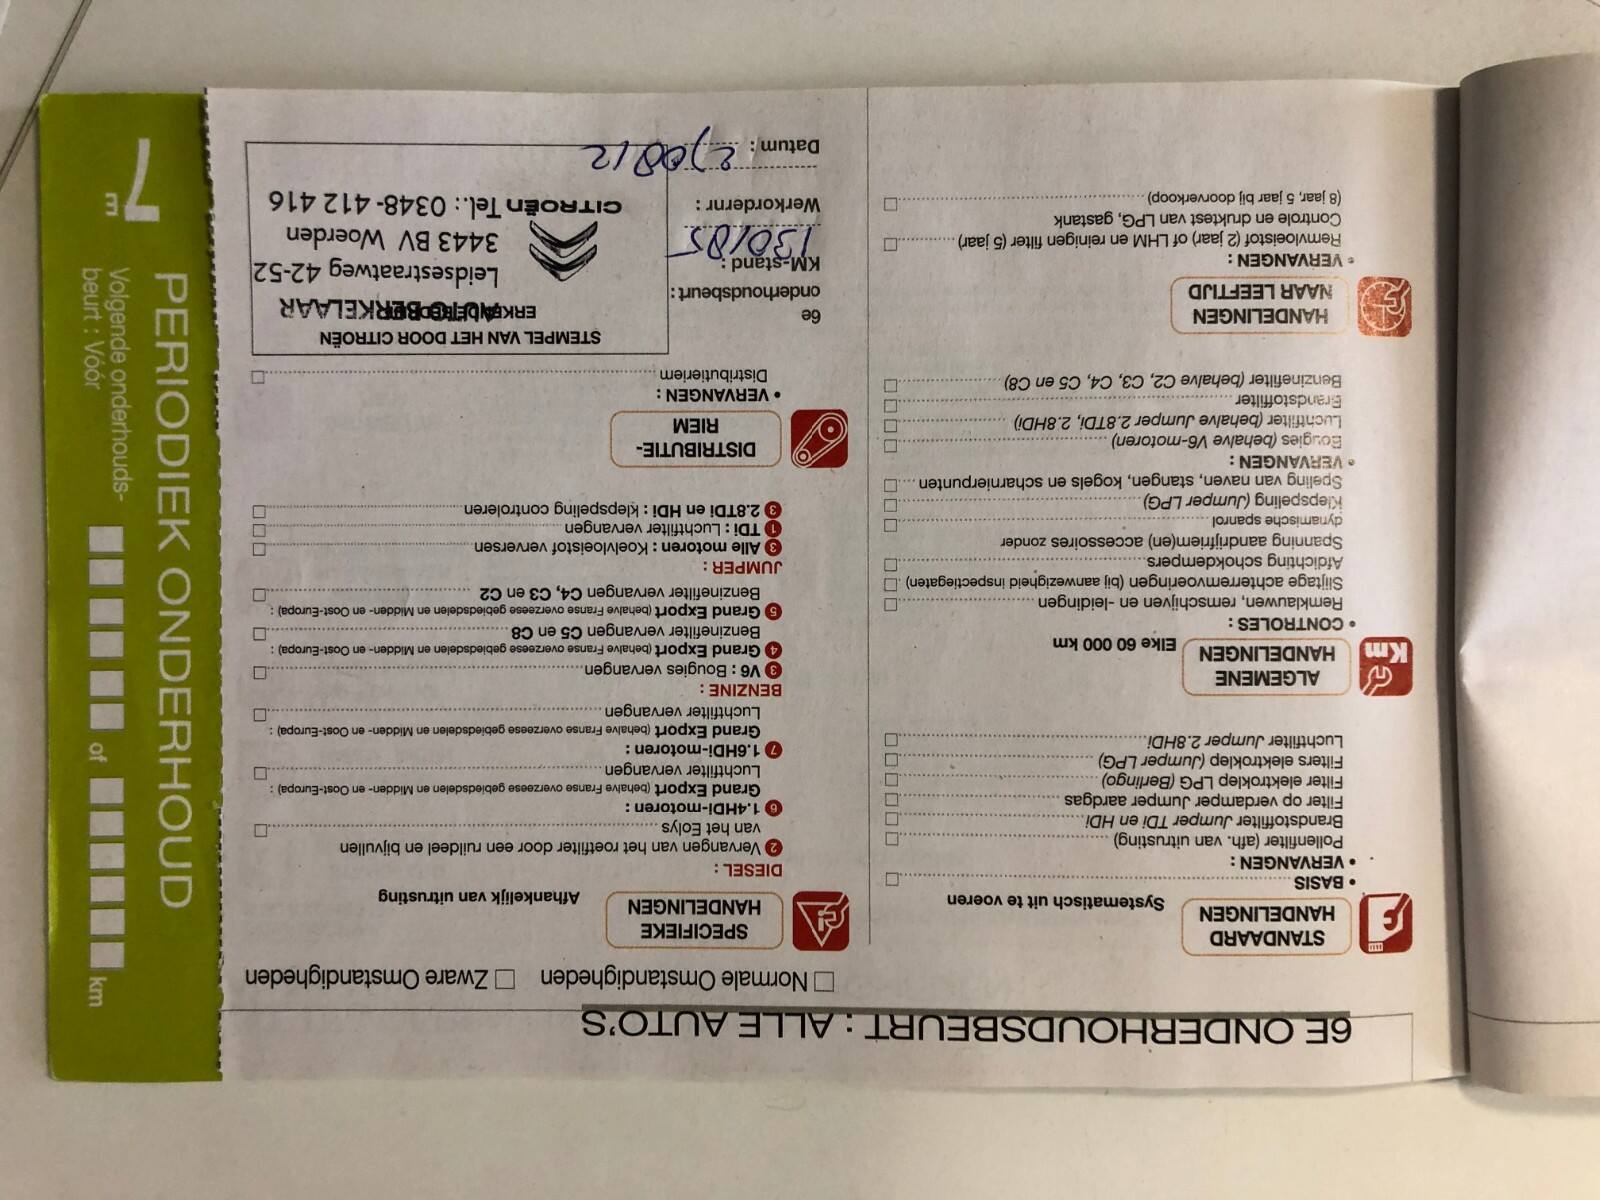 6E ONDERHOUDSBEURT : ALLE AUTO'S
STANDAARD
HANDELINGEN
Systematisch uit te voeren
• BASIS
• VERVANGEN :
Pollenfilter (afh. van uitrusting)
Brandstoffilter Jumper TDi en HDi
Filter op verdamper Jumper aardgas
Filter elektroklep LPG (Berlingo)
Filters elektroklep (Jumper LPG)
Luchtfilter Jumper 2.8HDi
Km
ALGEMENE
HANDELINGEN
Elke 60 000 km
• CONTROLES :
Remklauwen, remschijven en -leidingen
Slijtage achterremvoeringen (bij aanwezigheid inspectiegaten)
Afdichting schokdempers
Spanning aandrijfriem(en) accessoires zonder
dynamische spanrol
Klepspeling (Jumper LPG)
Speling van naven, stangen, kogels en scharnierpunten
• VERVANGEN :
Bougies (behalve V6-motoren)
Luchtfilter (behalve Jumper 2.8TDi, 2.8HDi)
Brandstoffilter
Benzinefilter (behalve C2, C3, C4, C5 en C8)
HANDELINGEN
NAAR LEEFTIJD
• VERVANGEN :
Remvloeistof (2 jaar) of LHM en reinigen filter (5 jaar)
Controle en druktest van LPG, gastank
(8 jaar, 5 jaar bij doorverkoop)
Normale Omstandigheden
Zware Omstandigheden
SPECIFIEKE
HANDELINGEN
Afhankelijk van uitrusting
DIESEL :
2 Vervangen van het roetfilter door een ruildeel en bijvullen
van het Eolys
6 1.4HDi-motoren :
Grand Export (behalve Franse overzeese gebiedsdelen en Midden- en Oost-Europa) :
Luchtfilter vervangen
7 1.6HDi-motoren :
Grand Export (behalve Franse overzeese gebiedsdelen en Midden- en Oost-Europa) :
Luchtfilter vervangen
BENZINE :
3 V6 : Bougies vervangen
4 Grand Export (behalve Franse overzeese gebiedsdelen en Midden- en Oost-Europa) :
Benzinefilter vervangen C5 en C8
5 Grand Export (behalve Franse overzeese gebiedsdelen en Midden- en Oost-Europa) :
Benzinefilter vervangen C4, C3 en C2
JUMPER :
3 Alle motoren : Koelvloeistof verversen
1 TDi : Luchtfilter vervangen
3 2.8TDi en HDi : klepspeling controleren
DISTRIBUTIE-
RIEM
• VERVANGEN :
Distributieriem
6e
onderhoudsbeurt :
KM-stand :
130185
Werkordernr :
Datum :
STEMPEL VAN HET DOOR CITROËN
AUTO BERKELAAR
Leidsestraatweg 42-52
3443 BV Woerden
CITROËN Tel.: 0348-412 416
PERIODIEK ONDERHOUD
7E
Volgende onderhouds-
beurt : Vóór
of
km